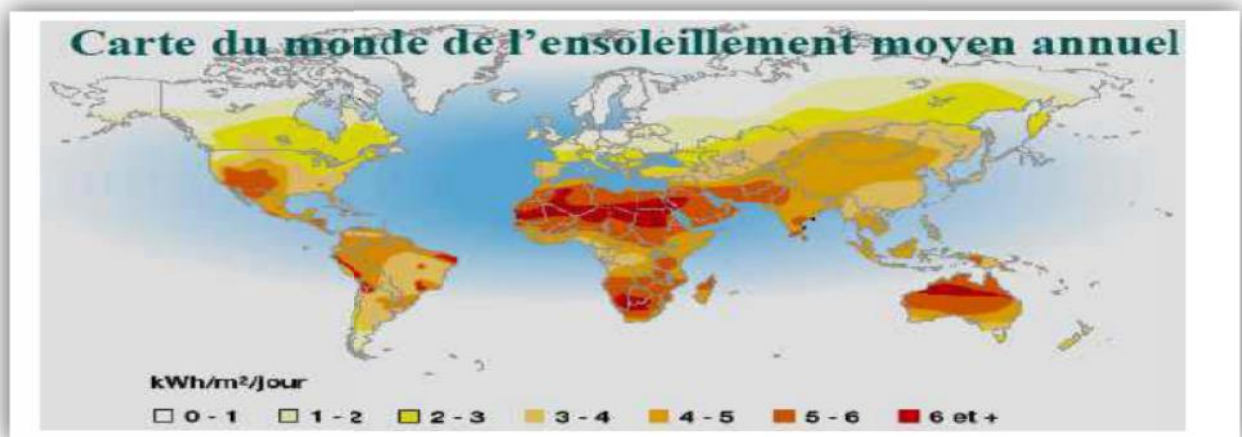 Carte du monde de l'ensoleillement moyen annuel
kWh/m²/jour
0 - 1 1 - 2 2 - 3 3 - 4 4 - 5 5 - 6 6 et +